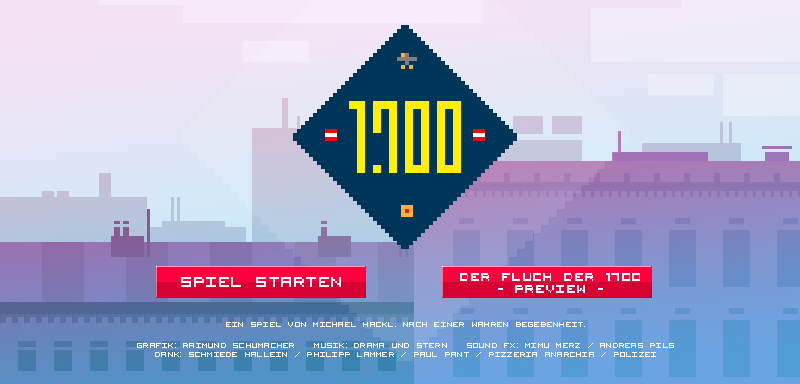 1.700
SPIEL STARTEN
DER FLUCH DER 1700
- PREVIEW -
EIN SPIEL VON MICHAEL HACKL. NACH EINER WAHREN BEGEBENHEIT.
GRAFIK: RAIMUND SCHUMACHER MUSIK: DRAMA UND STERN SOUND FX: MIMU MERZ / ANDREAS PILS
DANK: SCHMIEDE HALLEIN / PHILIPP LAMMER / PAUL PANT / PIZZERIA ANARCHIA / POLIZEI